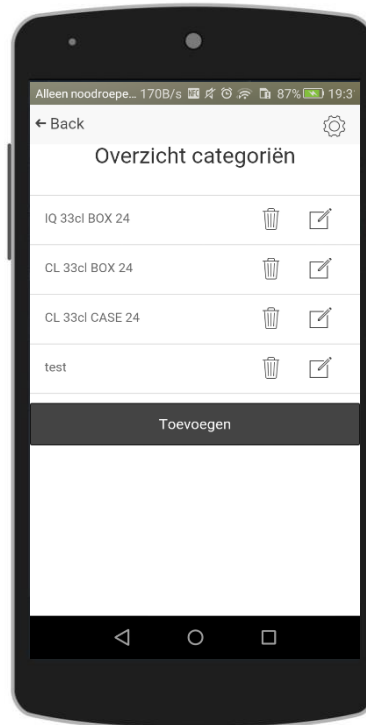 Alleen noodroepe... 170B/s 87% 19:3
← Back
Overzicht categoriën
IQ 33cl BOX 24
CL 33cl BOX 24
CL 33cl CASE 24
test
Toevoegen